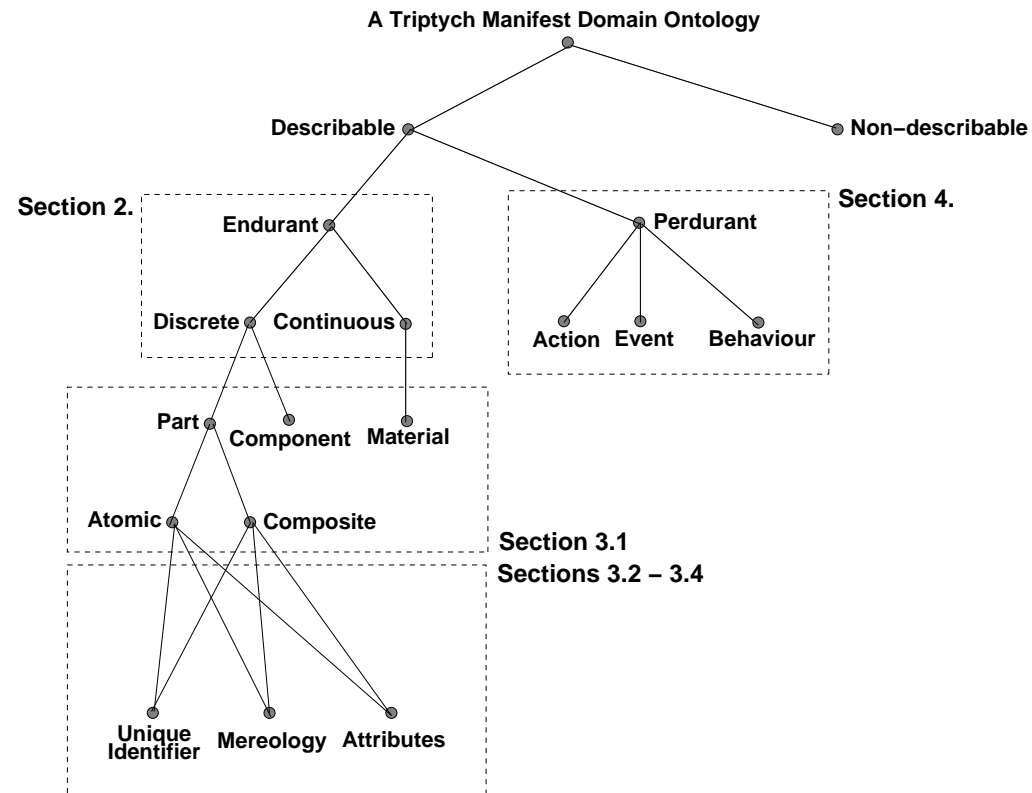 A Triptych Manifest Domain Ontology
Describable
Non–describable
Section 2.
Section 4.
Endurant
Perdurant
Discrete
Continuous
Action
Event
Behaviour
Part
Component
Material
Atomic
Composite
Section 3.1
Sections 3.2 – 3.4
Unique
Identifier
Mereology
Attributes